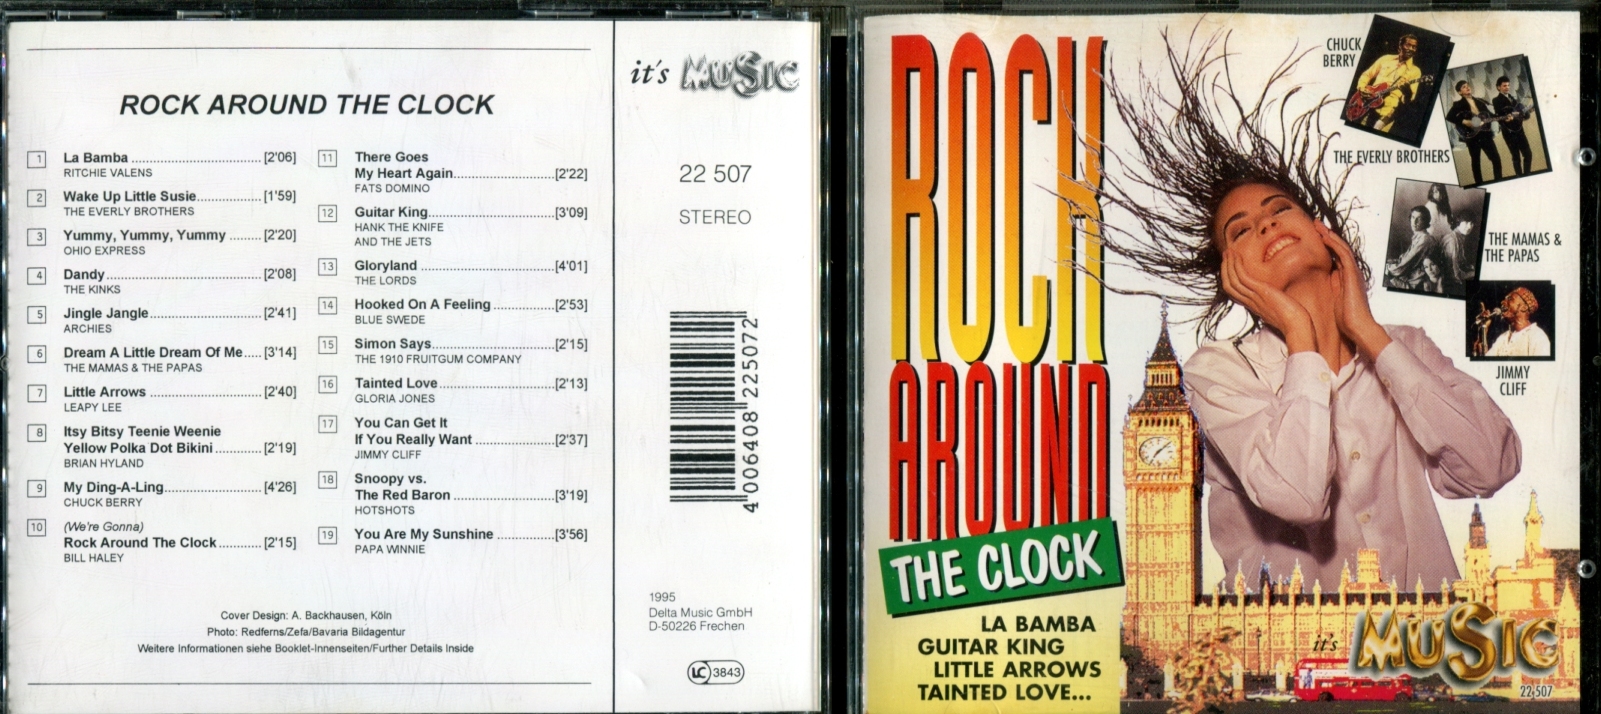 ROCK AROUND THE CLOCK
1 La Bamba [2'06]
RITCHIE VALENS
2 Wake Up Little Susie [1'59]
THE EVERLY BROTHERS
3 Yummy, Yummy, Yummy [2'20]
OHIO EXPRESS
4 Dandy [2'08]
THE KINKS
5 Jingle Jangle [2'41]
ARCHIES
6 Dream A Little Dream Of Me [3'14]
THE MAMAS & THE PAPAS
7 Little Arrows [2'40]
LEAPY LEE
8 Itsy Bitsy Teenie Weenie
Yellow Polka Dot Bikini [2'19]
BRIAN HYLAND
9 My Ding-A-Ling [4'26]
CHUCK BERRY
10 (We're Gonna)
Rock Around The Clock [2'15]
BILL HALEY
11 There Goes
My Heart Again [2'22]
FATS DOMINO
12 Guitar King [3'09]
HANK THE KNIFE
AND THE JETS
13 Gloryland [4'01]
THE LORDS
14 Hooked On A Feeling [2'53]
BLUE SWEDE
15 Simon Says [2'15]
THE 1910 FRUITGUM COMPANY
16 Tainted Love [2'13]
GLORIA JONES
17 You Can Get It
If You Really Want [2'37]
JIMMY CLIFF
18 Snoopy vs.
The Red Baron [3'19]
HOTSHOTS
19 You Are My Sunshine [3'56]
PAPA WINNIE
Cover Design: A. Backhausen, Köln
Photo: Redferns/Zefa/Bavaria Bildagentur
Weitere Informationen siehe Booklet-Innenseiten/Further Details Inside
it's MUSIC
22 507
STEREO
4 006408 225072
1995
Delta Music GmbH
D-50226 Frechen
LC 3843
ROCK
AROUND
THE CLOCK
LA BAMBA
GUITAR KING
LITTLE ARROWS
TAINTED LOVE...
CHUCK
BERRY
THE EVERLY BROTHERS
THE MAMAS &
THE PAPAS
JIMMY
CLIFF
it's MUSIC
22 507